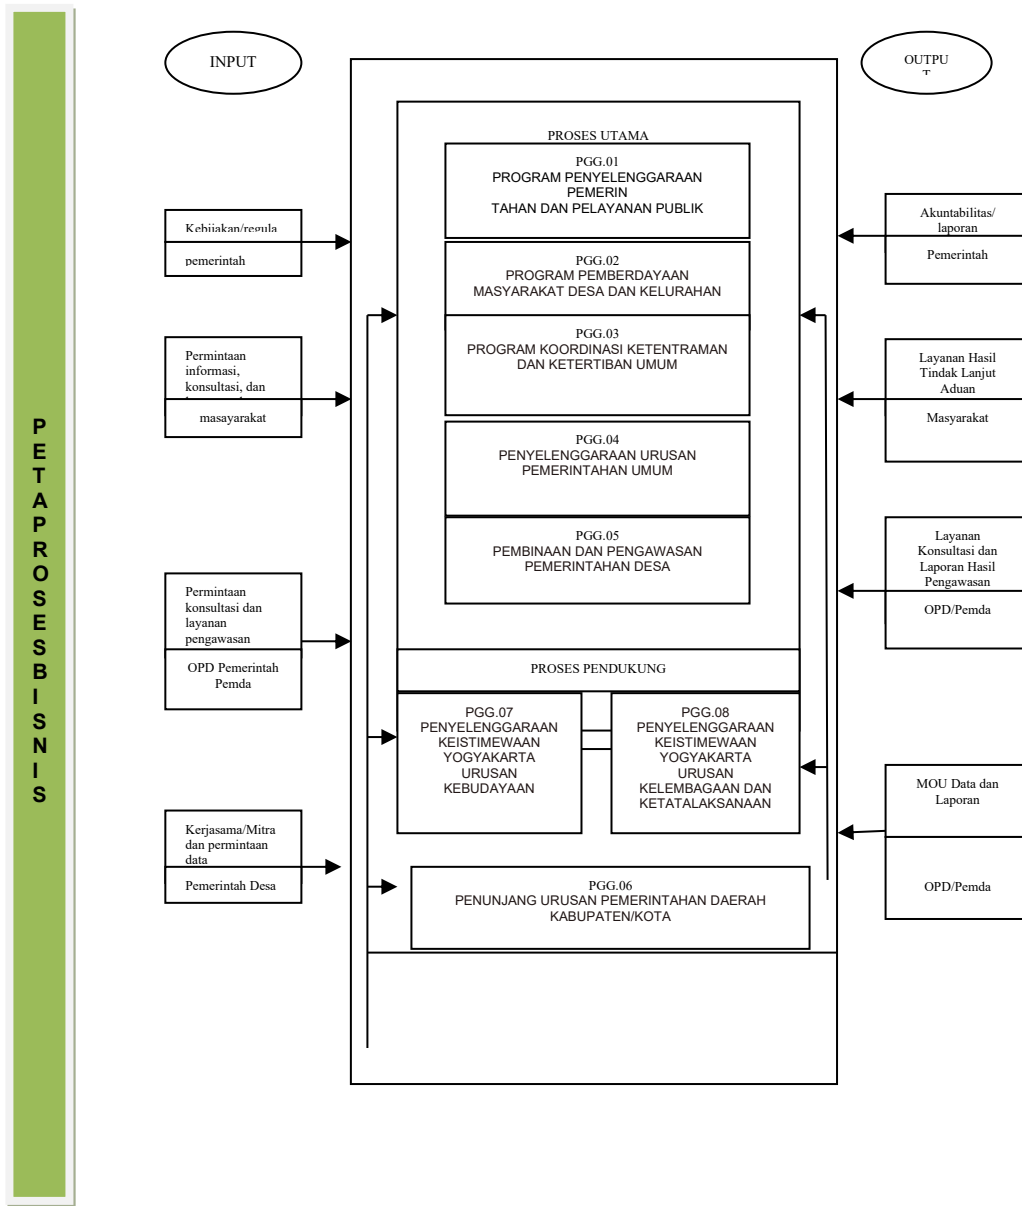 P
E
T
A
P
R
O
S
E
S
B
I
S
N
I
S
INPUT
Kebijakan/regula
pemerintah
Permintaan
informasi,
konsultasi, dan
masayarakat
Permintaan
konsultasi dan
layanan
pengawasan
OPD Pemerintah
Pemda
Kerjasama/Mitra
dan permintaan
data
Pemerintah Desa
PROSES UTAMA
PGG.01
PROGRAM PENYELENGGARAAN
PEMERIN
TAHAN DAN PELAYANAN PUBLIK
PGG.02
PROGRAM PEMBERDAYAAN
MASYARAKAT DESA DAN KELURAHAN
PGG.03
PROGRAM KOORDINASI KETENTRAMAN
DAN KETERTIBAN UMUM
PGG.04
PENYELENGGARAAN URUSAN
PEMERINTAHAN UMUM
PGG.05
PEMBINAAN DAN PENGAWASAN
PEMERINTAHAN DESA
PROSES PENDUKUNG
PGG.07
PENYELENGGARAAN
KEISTIMEWAAN
YOGYAKARTA
URUSAN
KEBUDAYAAN
PGG.08
PENYELENGGARAAN
KEISTIMEWAAN
YOGYAKARTA
URUSAN
KELEMBAGAAN DAN
KETATALAKSANAAN
PGG.06
PENUNJANG URUSAN PEMERINTAHAN DAERAH
KABUPATEN/KOTA
OUTPU
T
Akuntabilitas/
laporan
Pemerintah
Layanan Hasil
Tindak Lanjut
Aduan
Masyarakat
Layanan
Konsultasi dan
Laporan Hasil
Pengawasan
OPD/Pemda
MOU Data dan
Laporan
OPD/Pemda